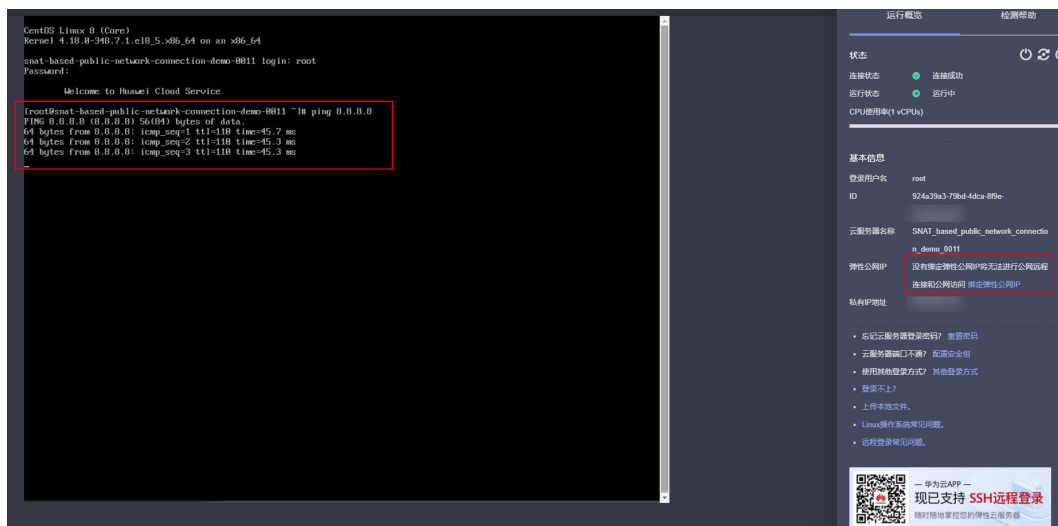 CentOS Linux 8 (Core)
Kernel 4.18.0-348.7.1.el8_5.x86_64 on an x86_64
snat-based-public-network-connection-demo-0011 login: root
Password:
Welcome to Huawei Cloud Service
[root@snat-based-public-network-connection-demo-0011 ~]# ping 8.8.8.8
PING 8.8.8.8 (8.8.8.8) 56(84) bytes of data.
64 bytes from 8.8.8.8: icmp_seq=1 ttl=110 time=45.7 ms
64 bytes from 8.8.8.8: icmp_seq=2 ttl=110 time=45.3 ms
64 bytes from 8.8.8.8: icmp_seq=3 ttl=110 time=45.3 ms
运行概览 检测帮助
状态
连接状态 连接成功
运行状态 运行中
CPU使用率(1 vCPUs)
基本信息
登录用户名 root
ID 924a39a3-79bd-4dca-8f9e-
云服务器名称 SNAT_based_public_network_connectio
n_demo_0011
弹性公网IP 没有绑定弹性公网IP将无法进行公网远程
连接和公网访问 绑定弹性公网IP
私有IP地址
• 忘记云服务器登录密码? 重置密码
• 云服务器端口不通? 配置安全组
• 使用其他登录方式? 其他登录方式
• 登录不上?
• 上传本地文件。
• Linux操作系统常见问题。
• 远程登录常见问题。
— 华为云APP —
现已支持 SSH远程登录
随时随地掌控您的弹性云服务器